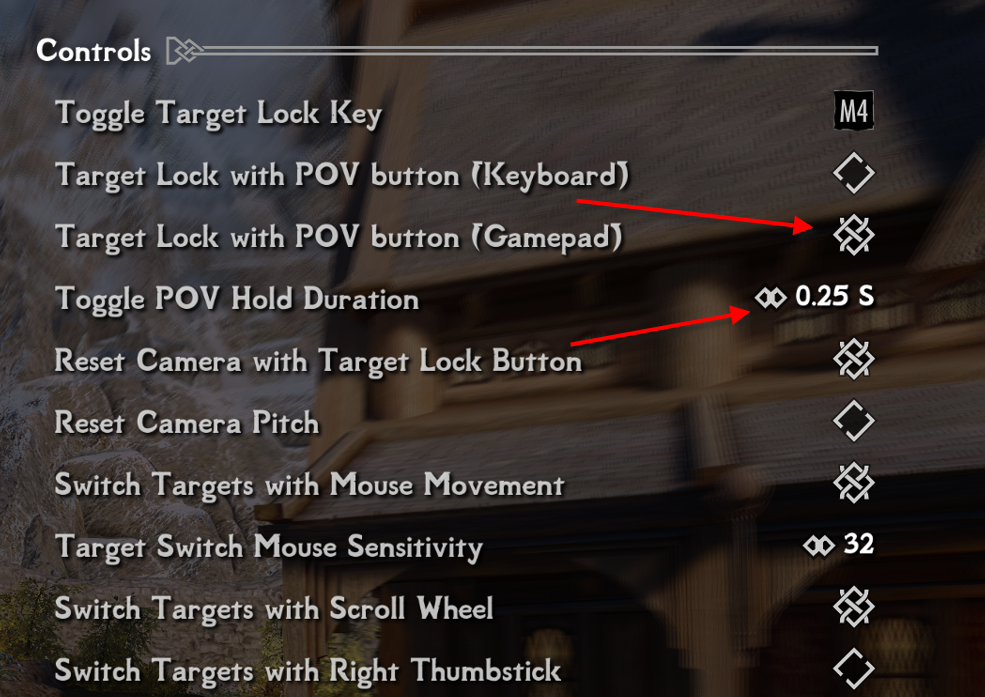 Controls
Toggle Target Lock Key M4
Target Lock with POV button (Keyboard)
Target Lock with POV button (Gamepad)
Toggle POV Hold Duration 0.25 S
Reset Camera with Target Lock Button
Reset Camera Pitch
Switch Targets with Mouse Movement
Target Switch Mouse Sensitivity 32
Switch Targets with Scroll Wheel
Switch Targets with Right Thumbstick